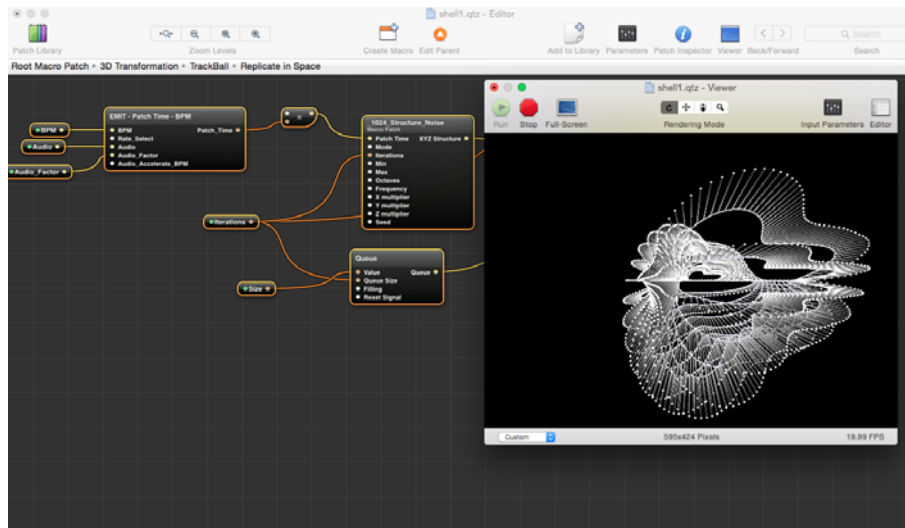 shell1.qtz - Editor
Patch Library
Zoom Levels
Create Macro
Edit Parent
Add to Library
Parameters
Patch Inspector
Viewer
Back/Forward
Search
Search
Root Macro Patch
3D Transformation
TrackBall
Replicate in Space
BPM
Audio
Audio_Factor
EMIT - Patch Time - BPM
BPM Patch_Time
Rate_Select
Audio
Audio_Factor
Audio_Accelerate_BPM
x
1024_Structure_Noise
Macro Patch
Patch Time XYZ Structure
Mode
Iterations
Min
Max
Octaves
Frequency
X multiplier
Y multiplier
Z multiplier
Seed
Iterations
Size
Queue
Value Queue
Queue Size
Filling
Reset Signal
shell1.qtz - Viewer
Run
Stop
Full-Screen
Rendering Mode
Input Parameters
Editor
Custom
595x424 Pixels
19.99 FPS